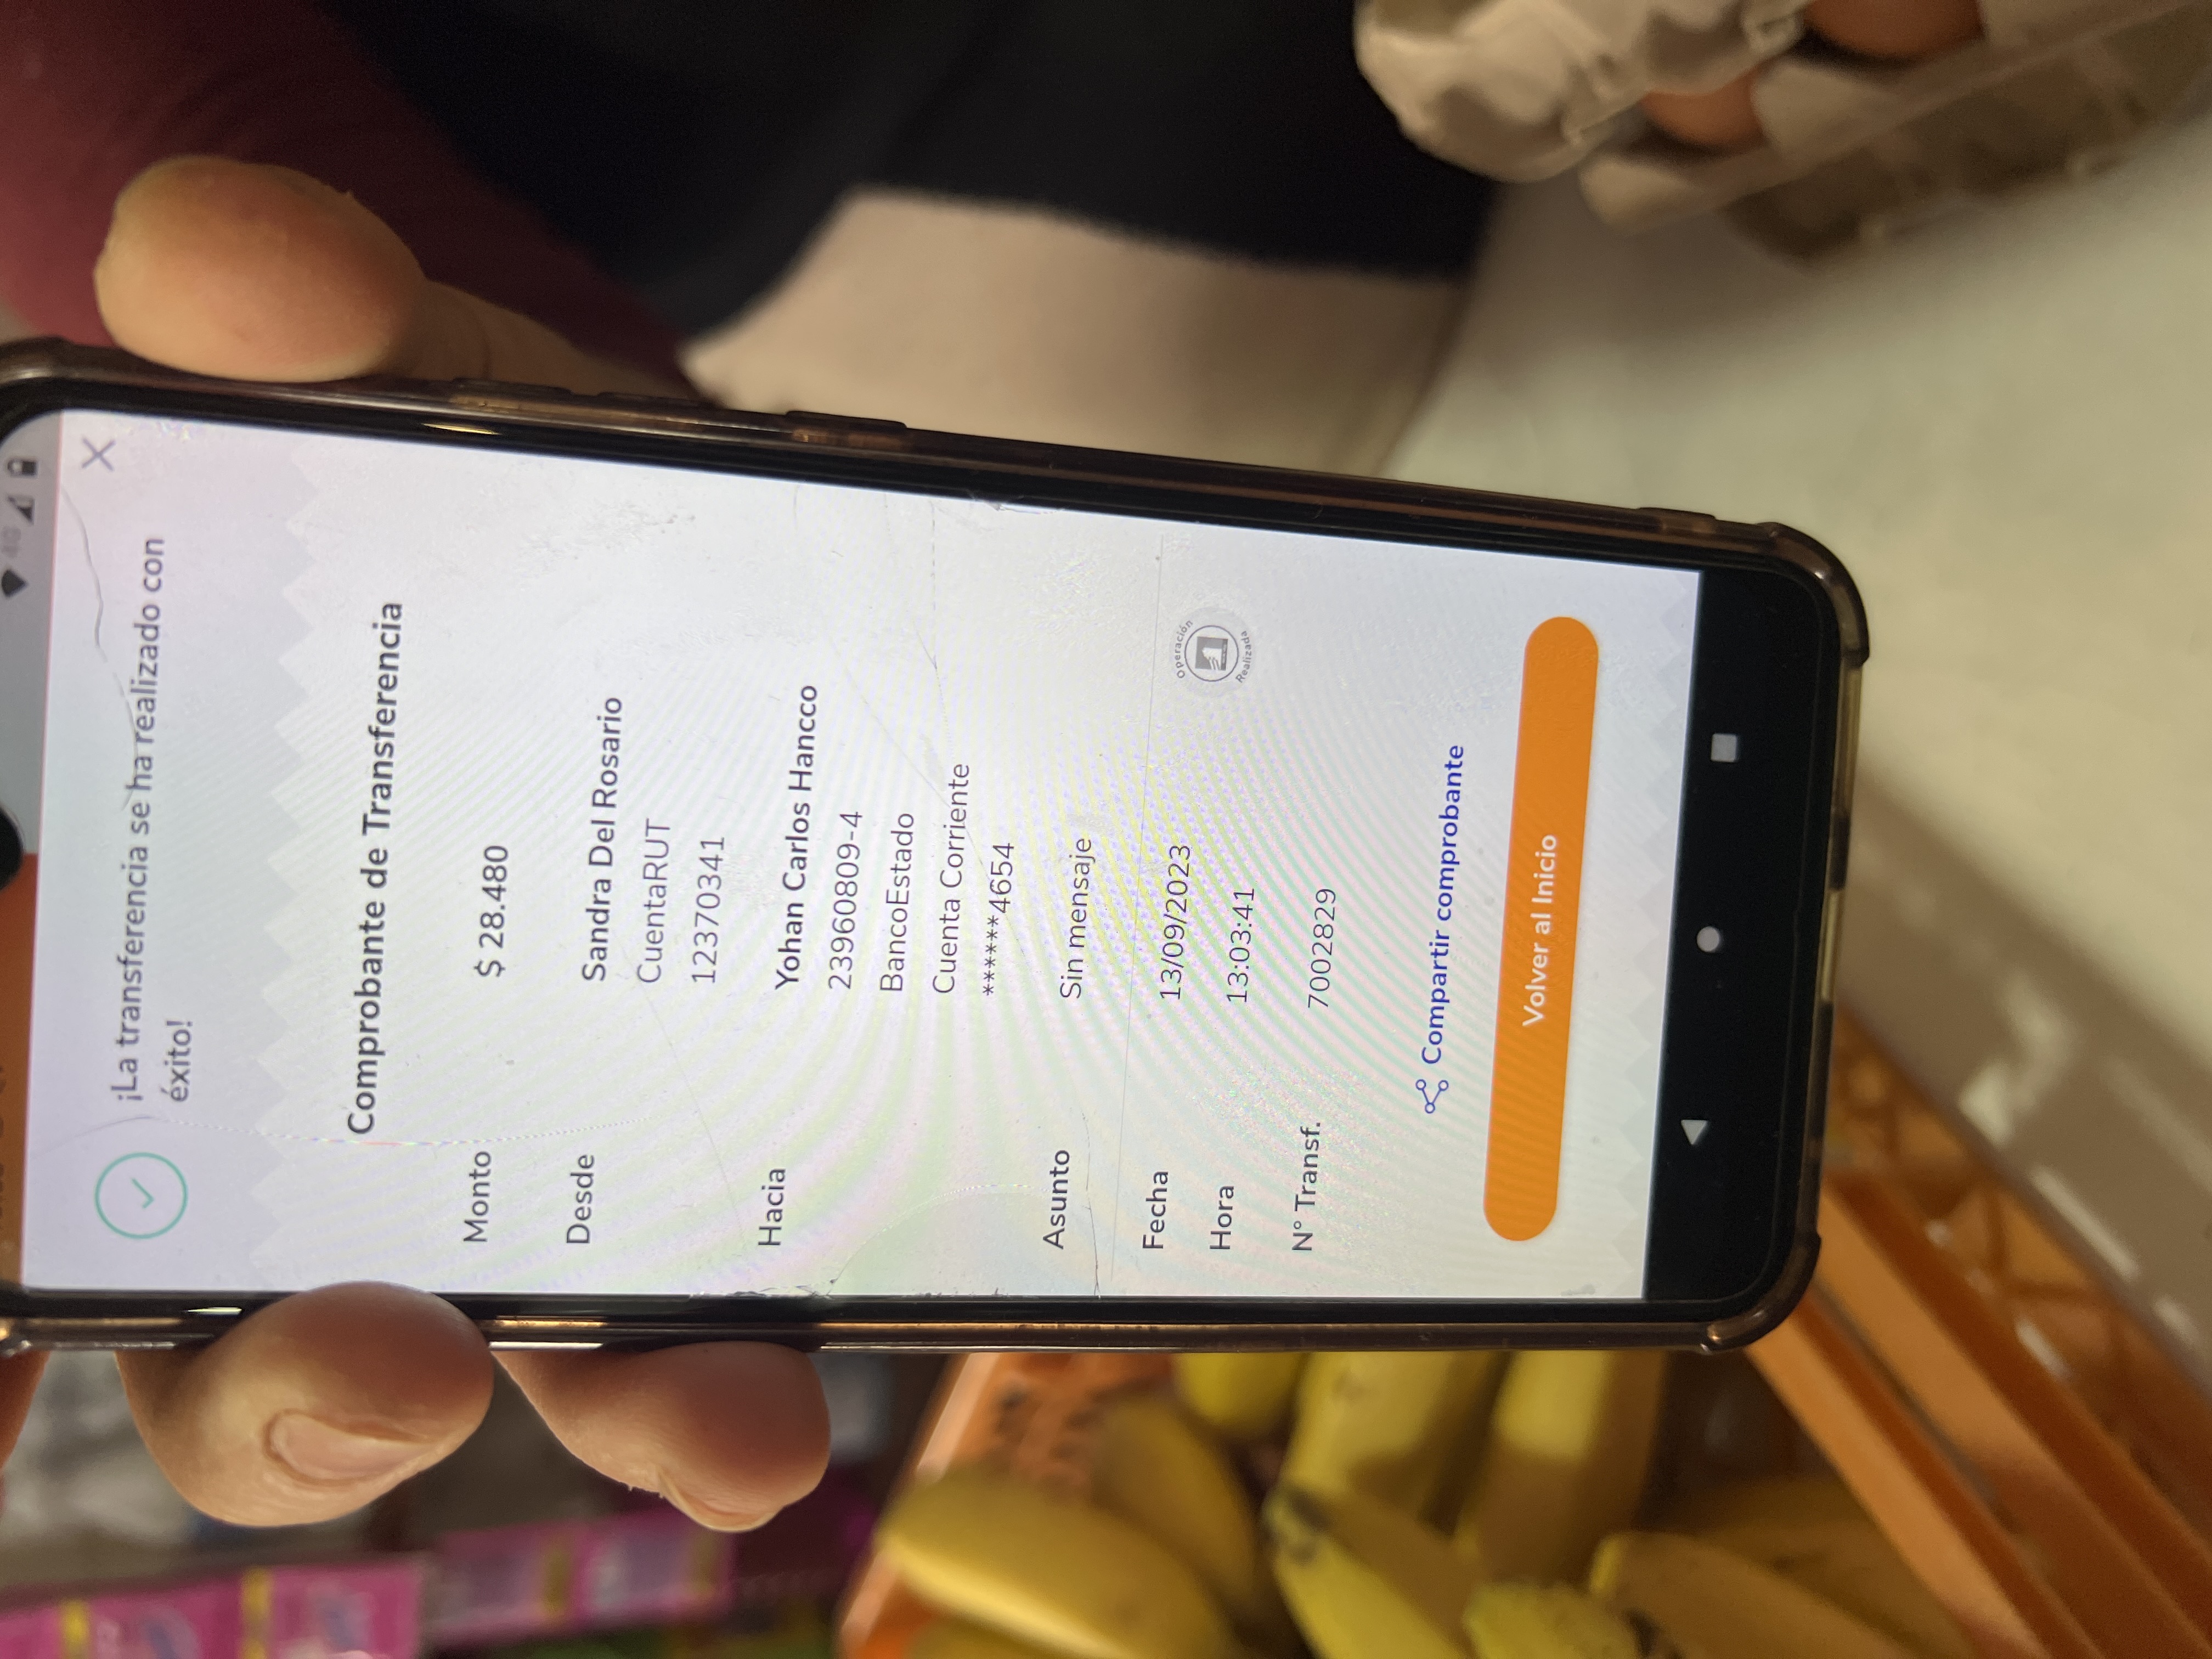 ¡La transferencia se ha realizado con
éxito!
Comprobante de Transferencia
Monto $ 28.480
Desde Sandra Del Rosario
CuentaRUT
12370341
Hacia Yohan Carlos Hancco
23960809-4
BancoEstado
Cuenta Corriente
******4654
Asunto Sin mensaje
Fecha 13/09/2023
Hora 13:03:41
Operación
Realizada
N° Transf. 7002829
Compartir comprobante
Volver al Inicio